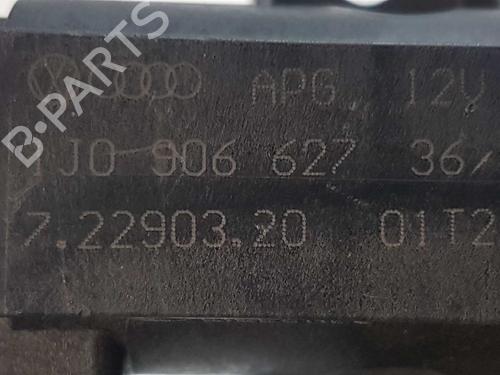 B-PARTS
APG 12V
1J0 906 627 36/
7.22903.20 01T2